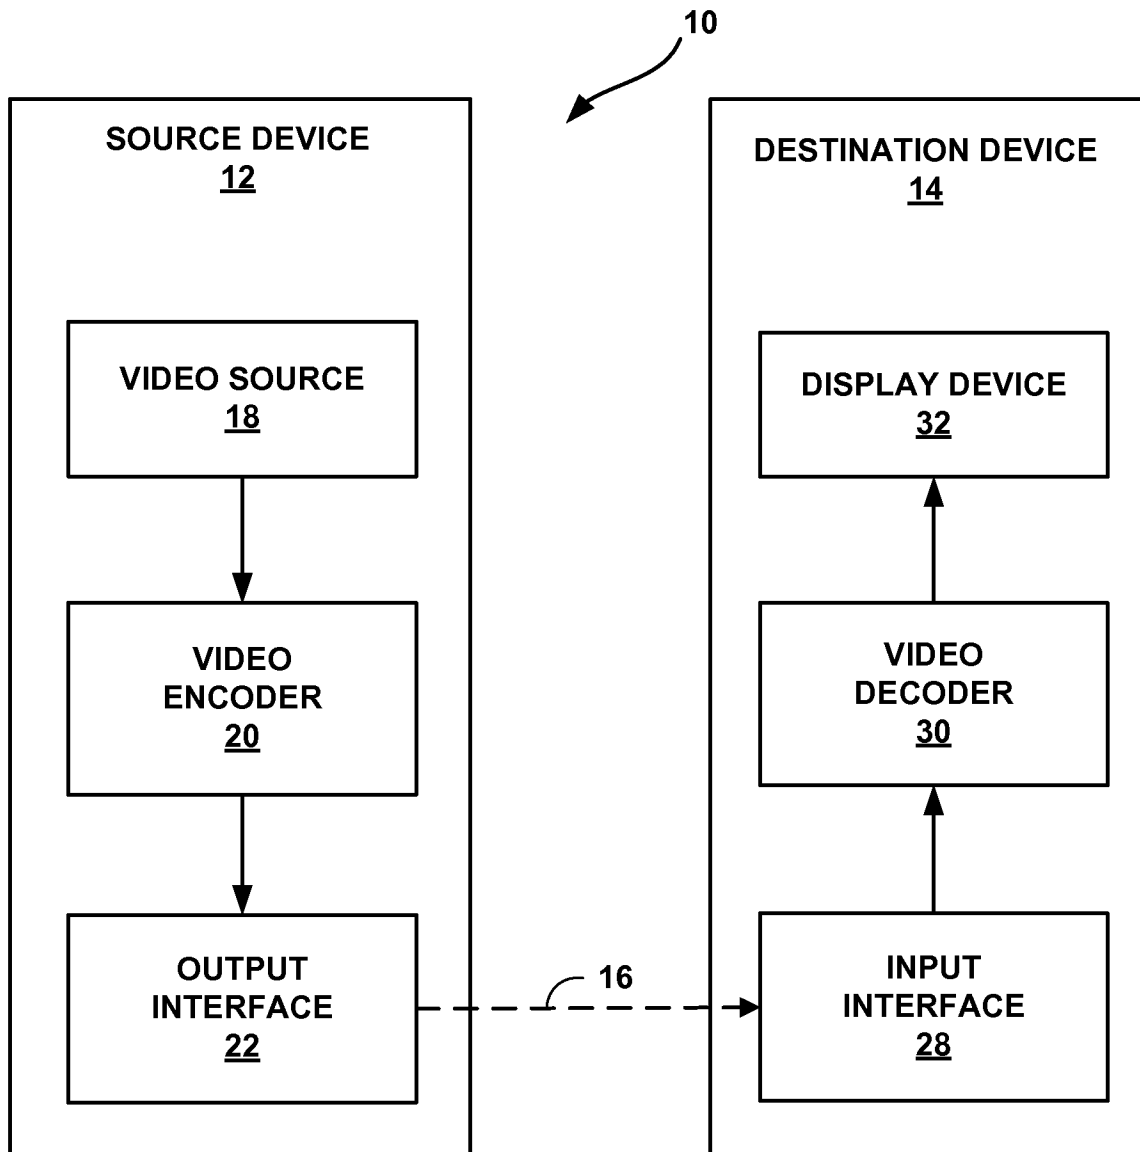 10
SOURCE DEVICE
12
VIDEO SOURCE
18
VIDEO
ENCODER
20
OUTPUT
INTERFACE
22
16
DESTINATION DEVICE
14
DISPLAY DEVICE
32
VIDEO
DECODER
30
INPUT
INTERFACE
28